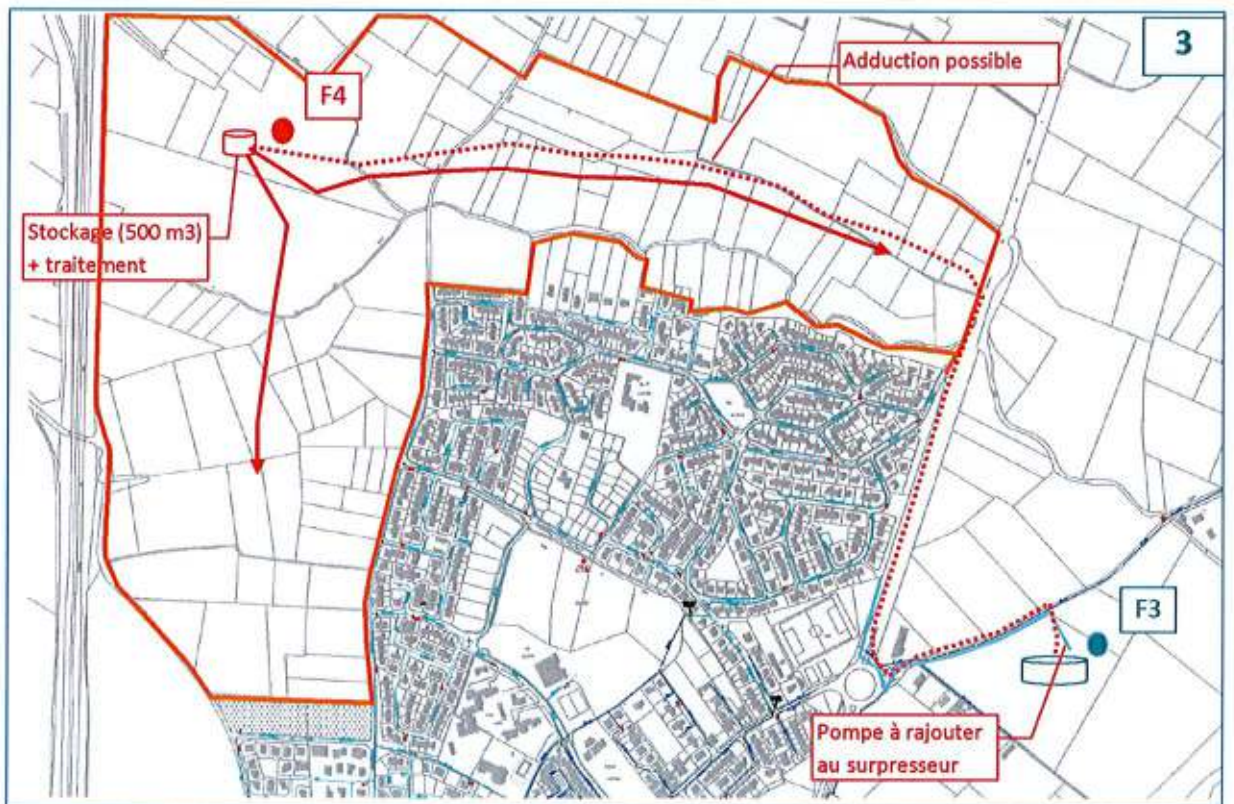 3
Adduction possible
F4
Stockage (500 m3)
+ traitement
F3
Pompe à rajouter
au surpresseur